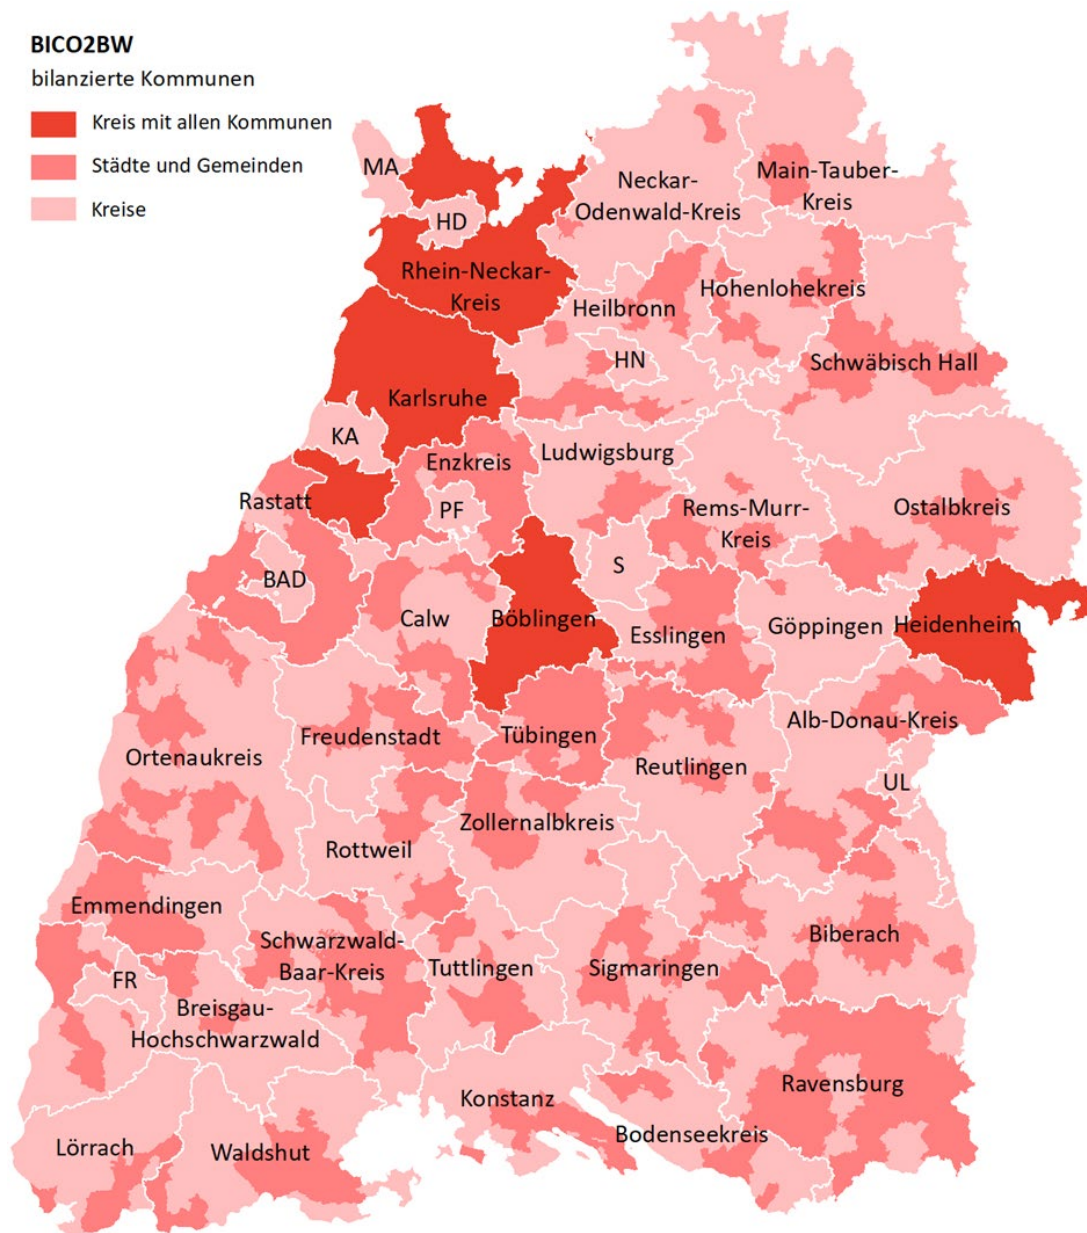 BICO2BW
bilanzierte Kommunen
Kreis mit allen Kommunen
Städte und Gemeinden
Kreise
MA
HD
Neckar-
Odenwald-Kreis
Main-Tauber-
Kreis
Rhein-Neckar-
Kreis
Heilbronn
Hohenlohekreis
HN
Schwäbisch Hall
Karlsruhe
KA
Enzkreis
Ludwigsburg
Rastatt
PF
Rems-Murr-
Kreis
Ostalbkreis
BAD
S
Calw
Böblingen
Esslingen
Göppingen
Heidenheim
Freudenstadt
Tübingen
Alb-Donau-Kreis
Ortenaukreis
Reutlingen
UL
Zollernalbkreis
Rottweil
Emmendingen
Schwarzwald-
Baar-Kreis
Tuttlingen
Sigmaringen
Biberach
FR
Breisgau-
Hochschwarzwald
Ravensburg
Konstanz
Bodenseekreis
Lörrach
Waldshut